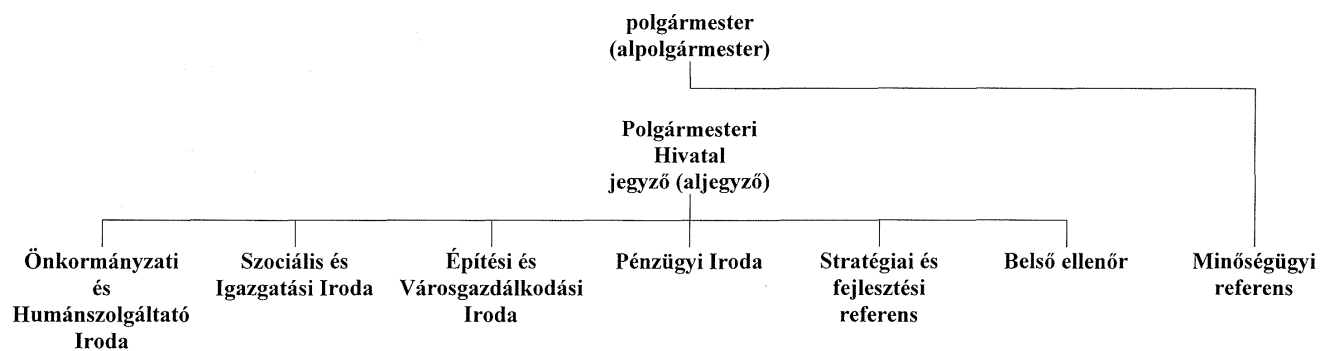 polgármester
(alpolgármester)
Polgármesteri
Hivatal
jegyző (aljegyző)
Önkormányzati
és
Humánszolgáltató
Iroda
Szociális és
Igazgatási Iroda
Építési és
Városgazdálkodási
Iroda
Pénzügyi Iroda
Stratégiai és
fejlesztési
referens
Belső ellenőr
Minőségügyi
referens